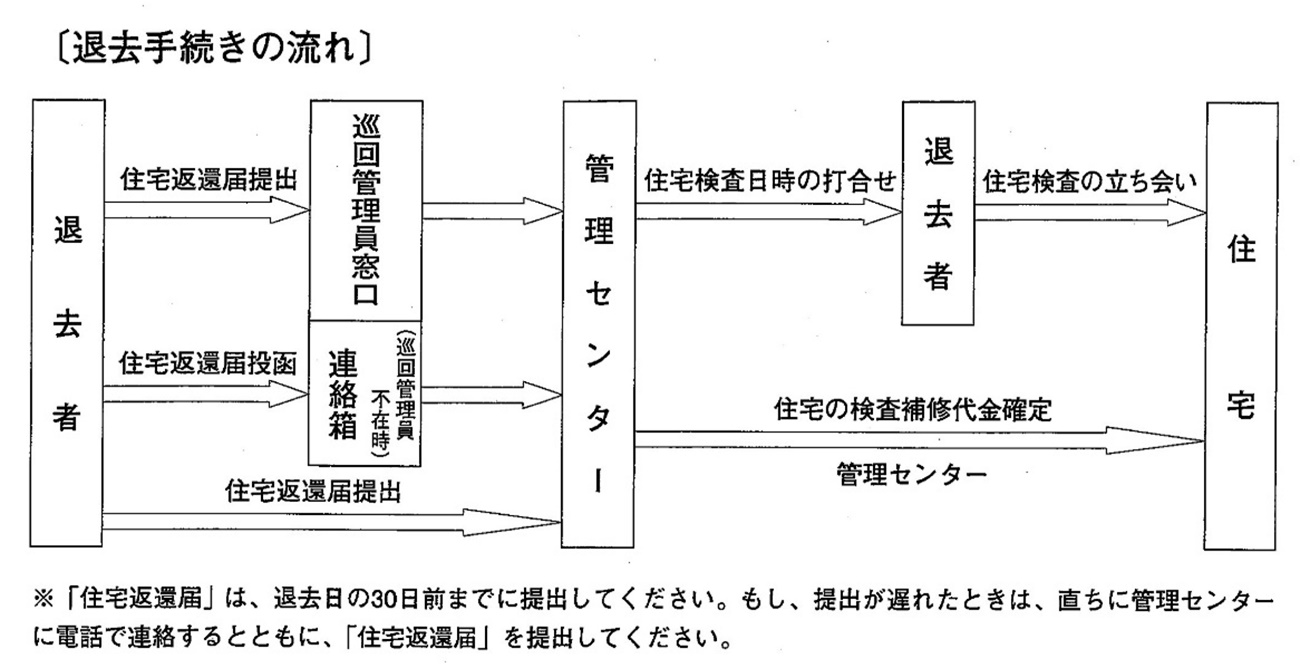 〔退去手続きの流れ〕
退去者
住宅返還届提出
巡回管理員窓口
住宅返還届投函
連絡箱
（巡回管理員
不在時）
住宅返還届提出
管理センター
住宅検査日時の打合せ
退去者
住宅検査の立ち会い
住宅の検査補修代金確定
管理センター
住宅
※「住宅返還届」は、退去日の30日前までに提出してください。もし、提出が遅れたときは、直ちに管理センター
に電話で連絡するとともに、「住宅返還届」を提出してください。